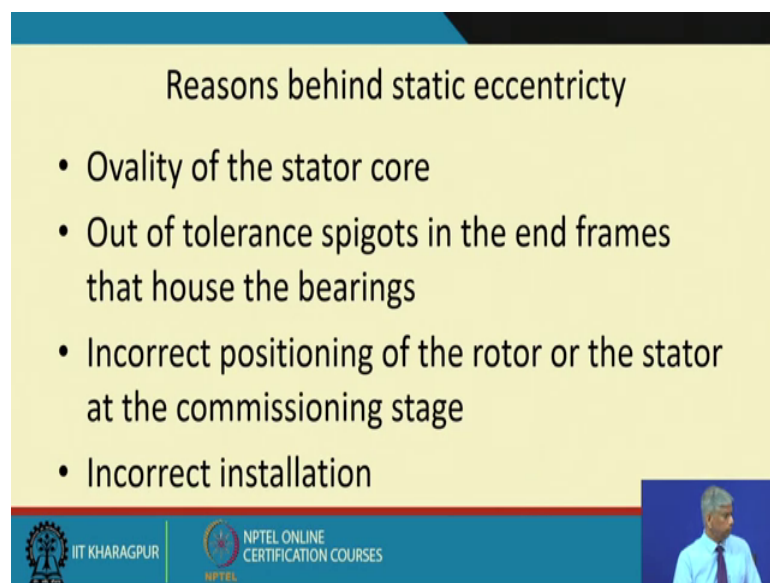 Reasons behind static eccentricty
• Ovality of the stator core
• Out of tolerance spigots in the end frames
that house the bearings
• Incorrect positioning of the rotor or the stator
at the commissioning stage
• Incorrect installation
IIT KHARAGPUR
NPTEL ONLINE
CERTIFICATION COURSES
NPTEL